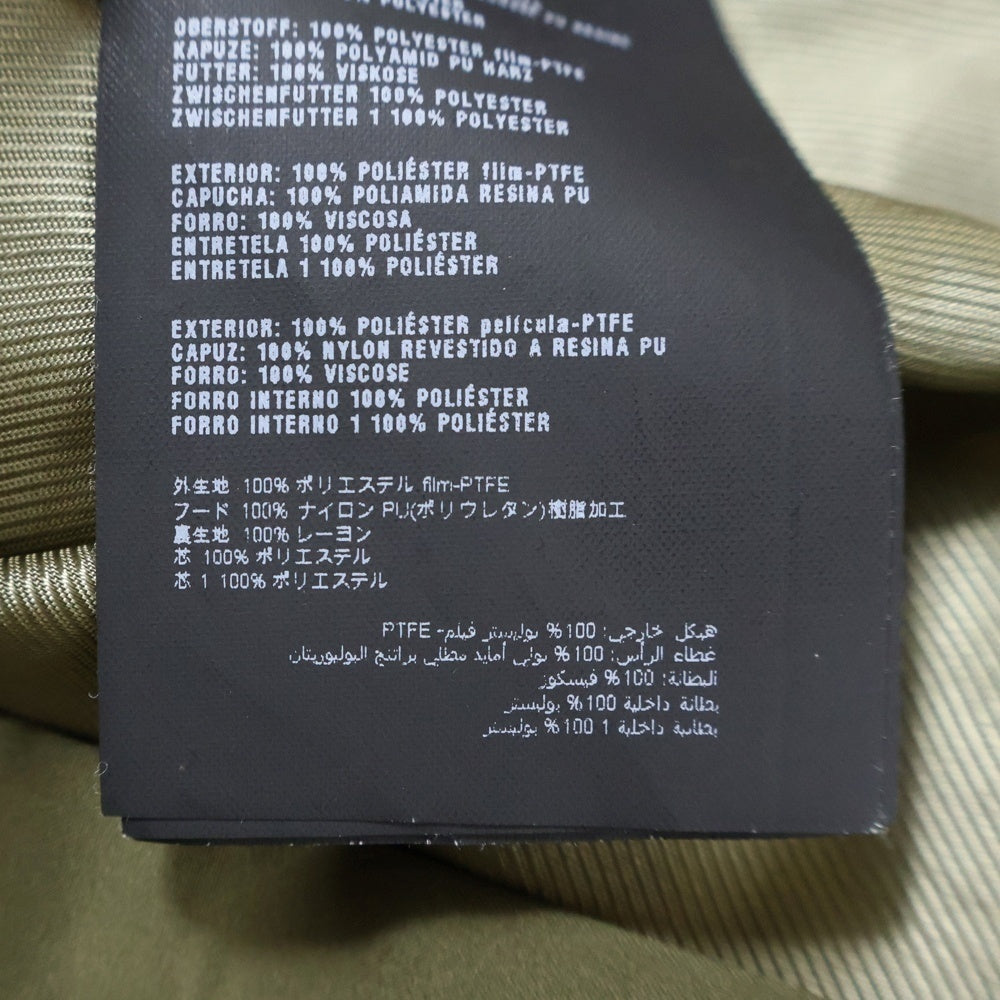 POLYESTER
OBERSTOFF: 100% POLYESTER film-PTFE
KAPUZE: 100% POLYAMID PU HARZ
FUTTER: 100% VISKOSE
ZWISCHENFUTTER 100% POLYESTER
ZWISCHENFUTTER 1 100% POLYESTER
EXTERIOR: 100% POLIÉSTER film-PTFE
CAPUCHA: 100% POLIAMIDA RESINA PU
FORRO: 100% VISCOSA
ENTRETELA 100% POLIÉSTER
ENTRETELA 1 100% POLIÉSTER
EXTERIOR: 100% POLIÉSTER película-PTFE
CAPUZ: 100% NYLON REVESTIDO A RESINA PU
FORRO: 100% VISCOSE
FORRO INTERNO 100% POLIÉSTER
FORRO INTERNO 1 100% POLIÉSTER
外生地 100% ポリエステル film-PTFE
フード 100% ナイロン PU(ポリウレタン)樹脂加工
裏生地 100% レーヨン
芯 100% ポリエステル
芯 1 100% ポリエステル
هيكل خارجي: 100% بوليستر فيلم- PTFE
غطاء الرأس: 100% بولي أمايد مطلي براتنج البوليوريتان
البطانة: 100% فيسكوز
بطانة داخلية 100% بوليستر
بطانية داخلية 1 100% بوليستر